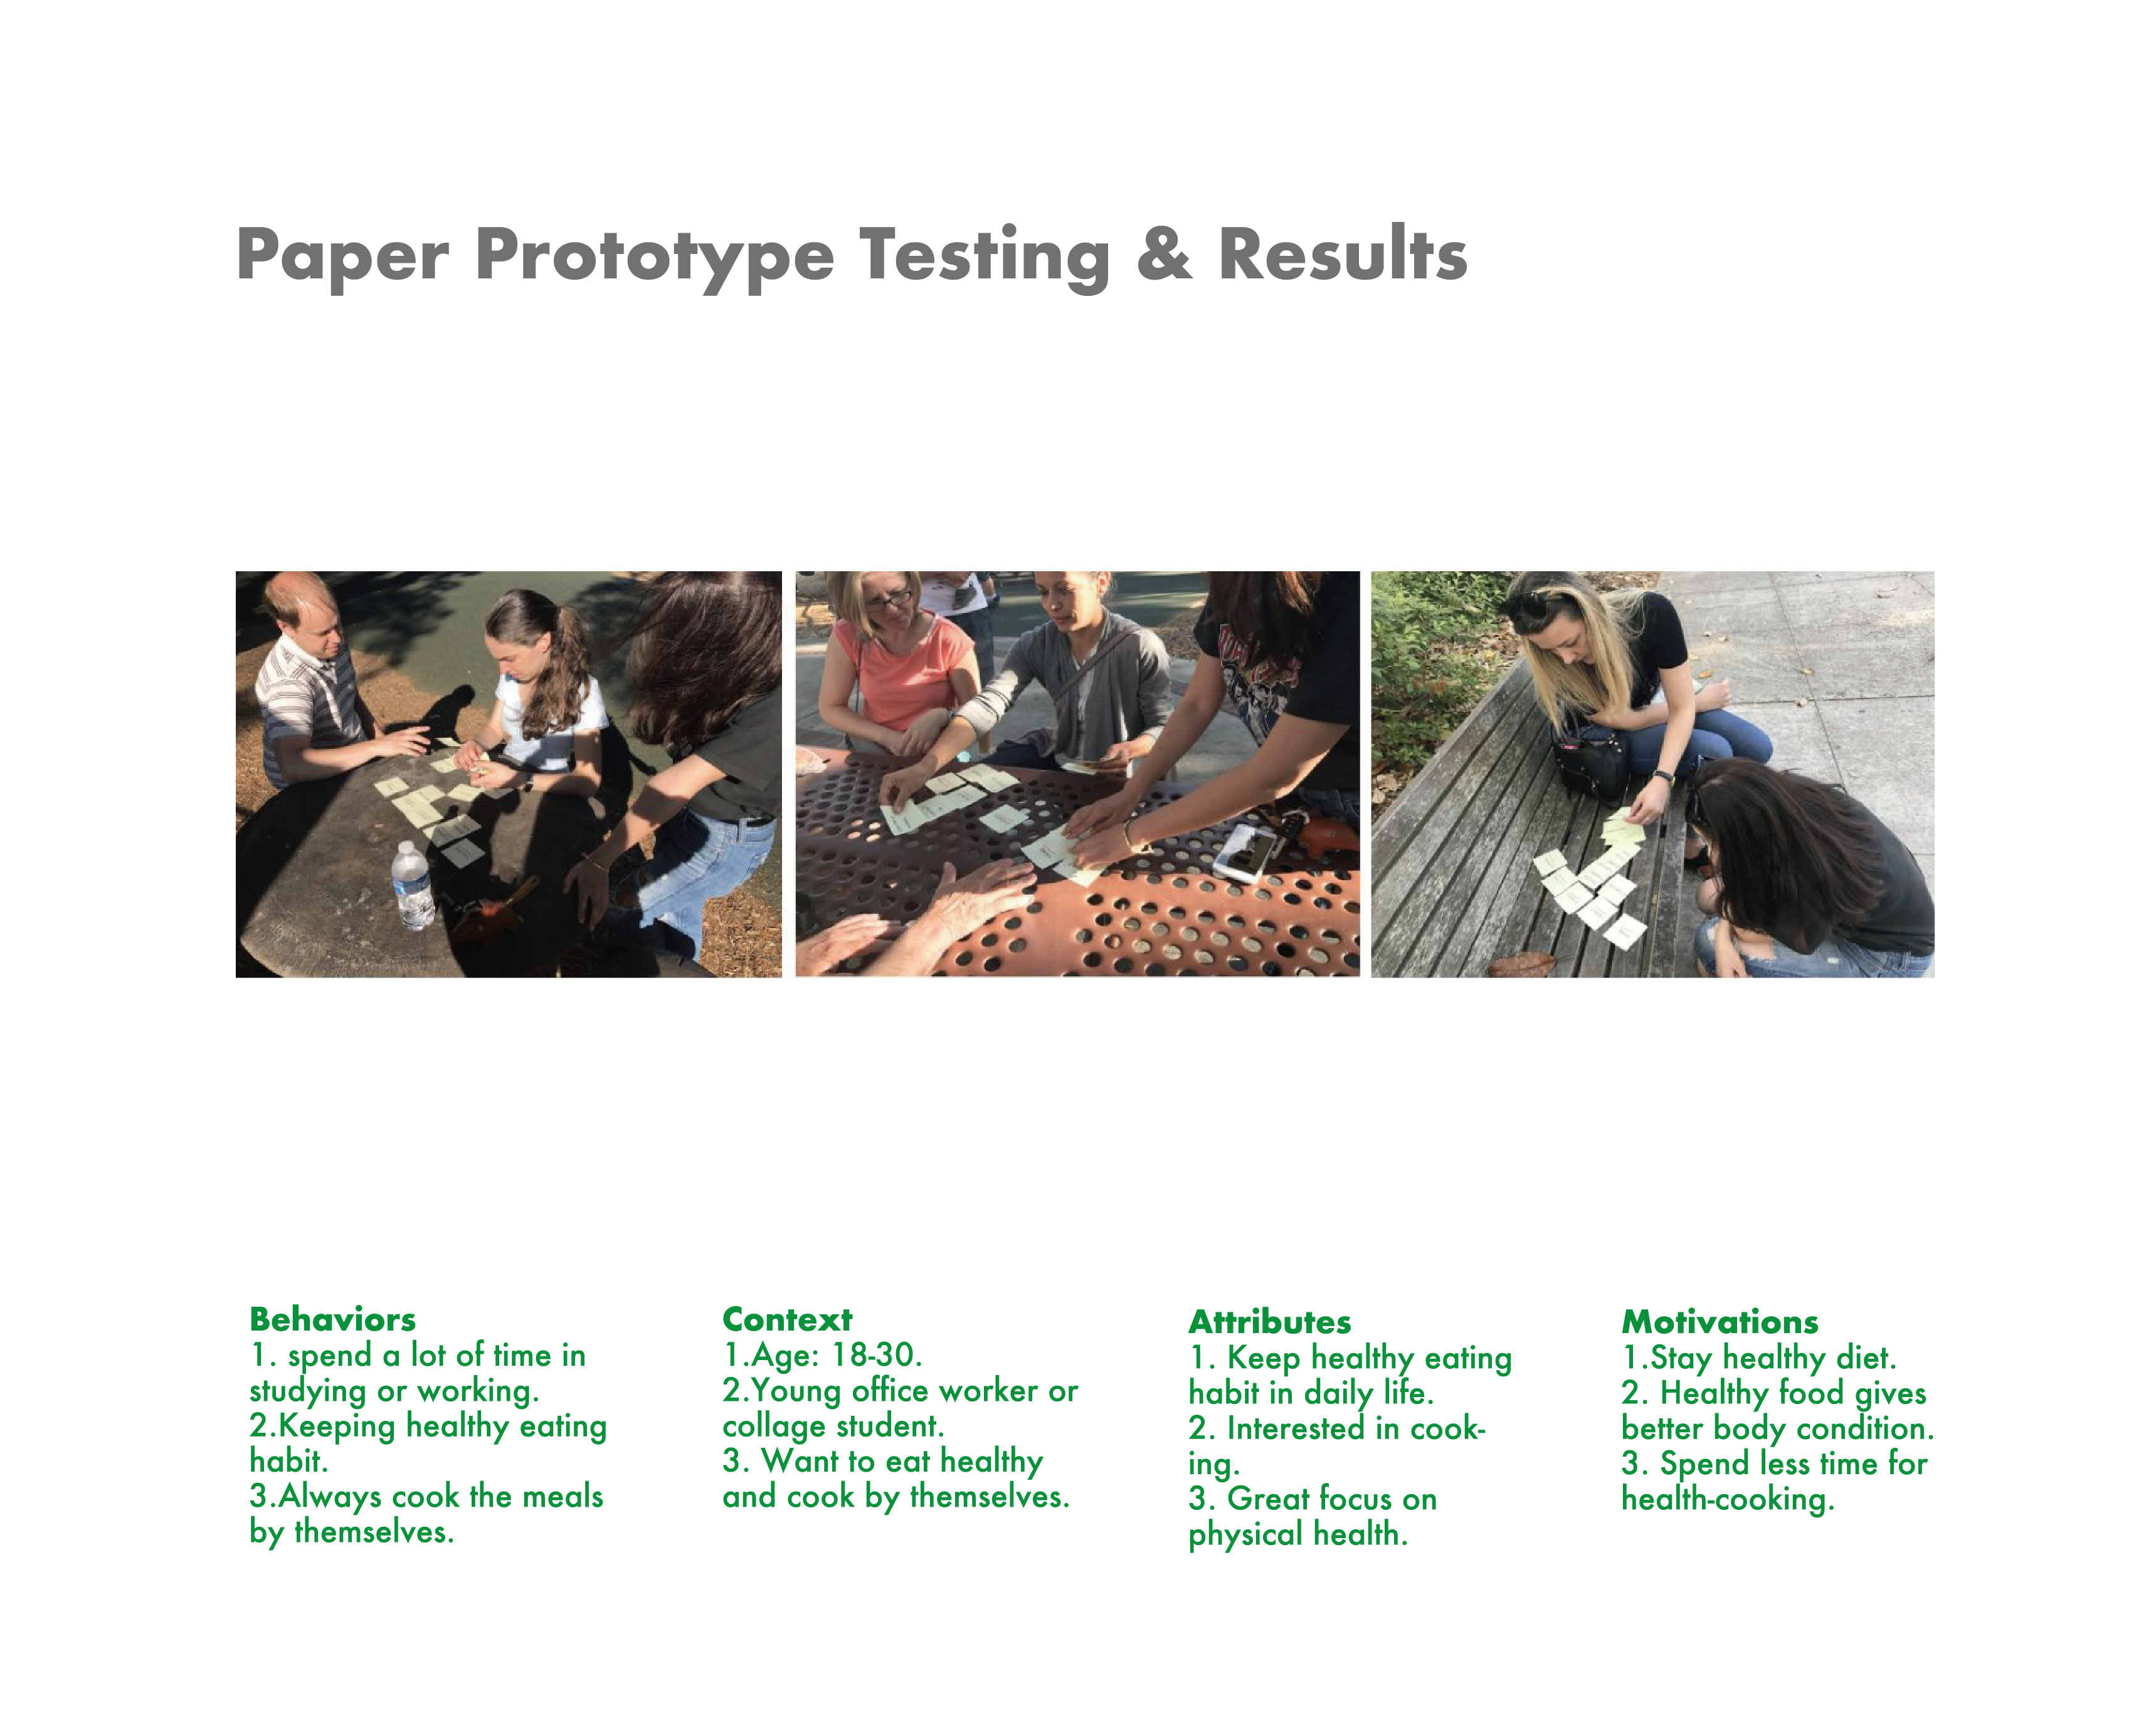 Paper Prototype Testing & Results
Behaviors
1. spend a lot of time in
studying or working.
2.Keeping healthy eating
habit.
3.Always cook the meals
by themselves.
Context
1.Age: 18-30.
2.Young office worker or
collage student.
3. Want to eat healthy
and cook by themselves.
Attributes
1. Keep healthy eating
habit in daily life.
2. Interested in cook-
ing.
3. Great focus on
physical health.
Motivations
1.Stay healthy diet.
2. Healthy food gives
better body condition.
3. Spend less time for
health-cooking.